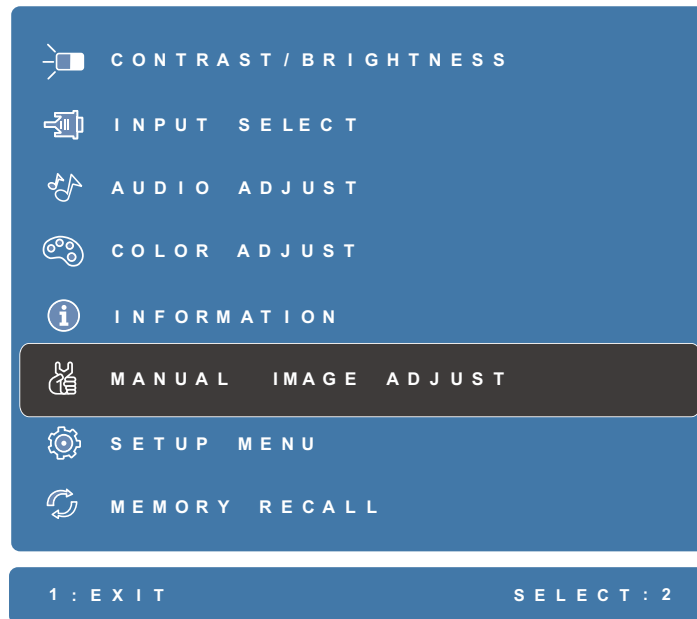 CONTRAST/BRIGHTNESS
INPUT SELECT
AUDIO ADJUST
COLOR ADJUST
INFORMATION
MANUAL IMAGE ADJUST
SETUP MENU
MEMORY RECALL
1:EXIT SELECT:2